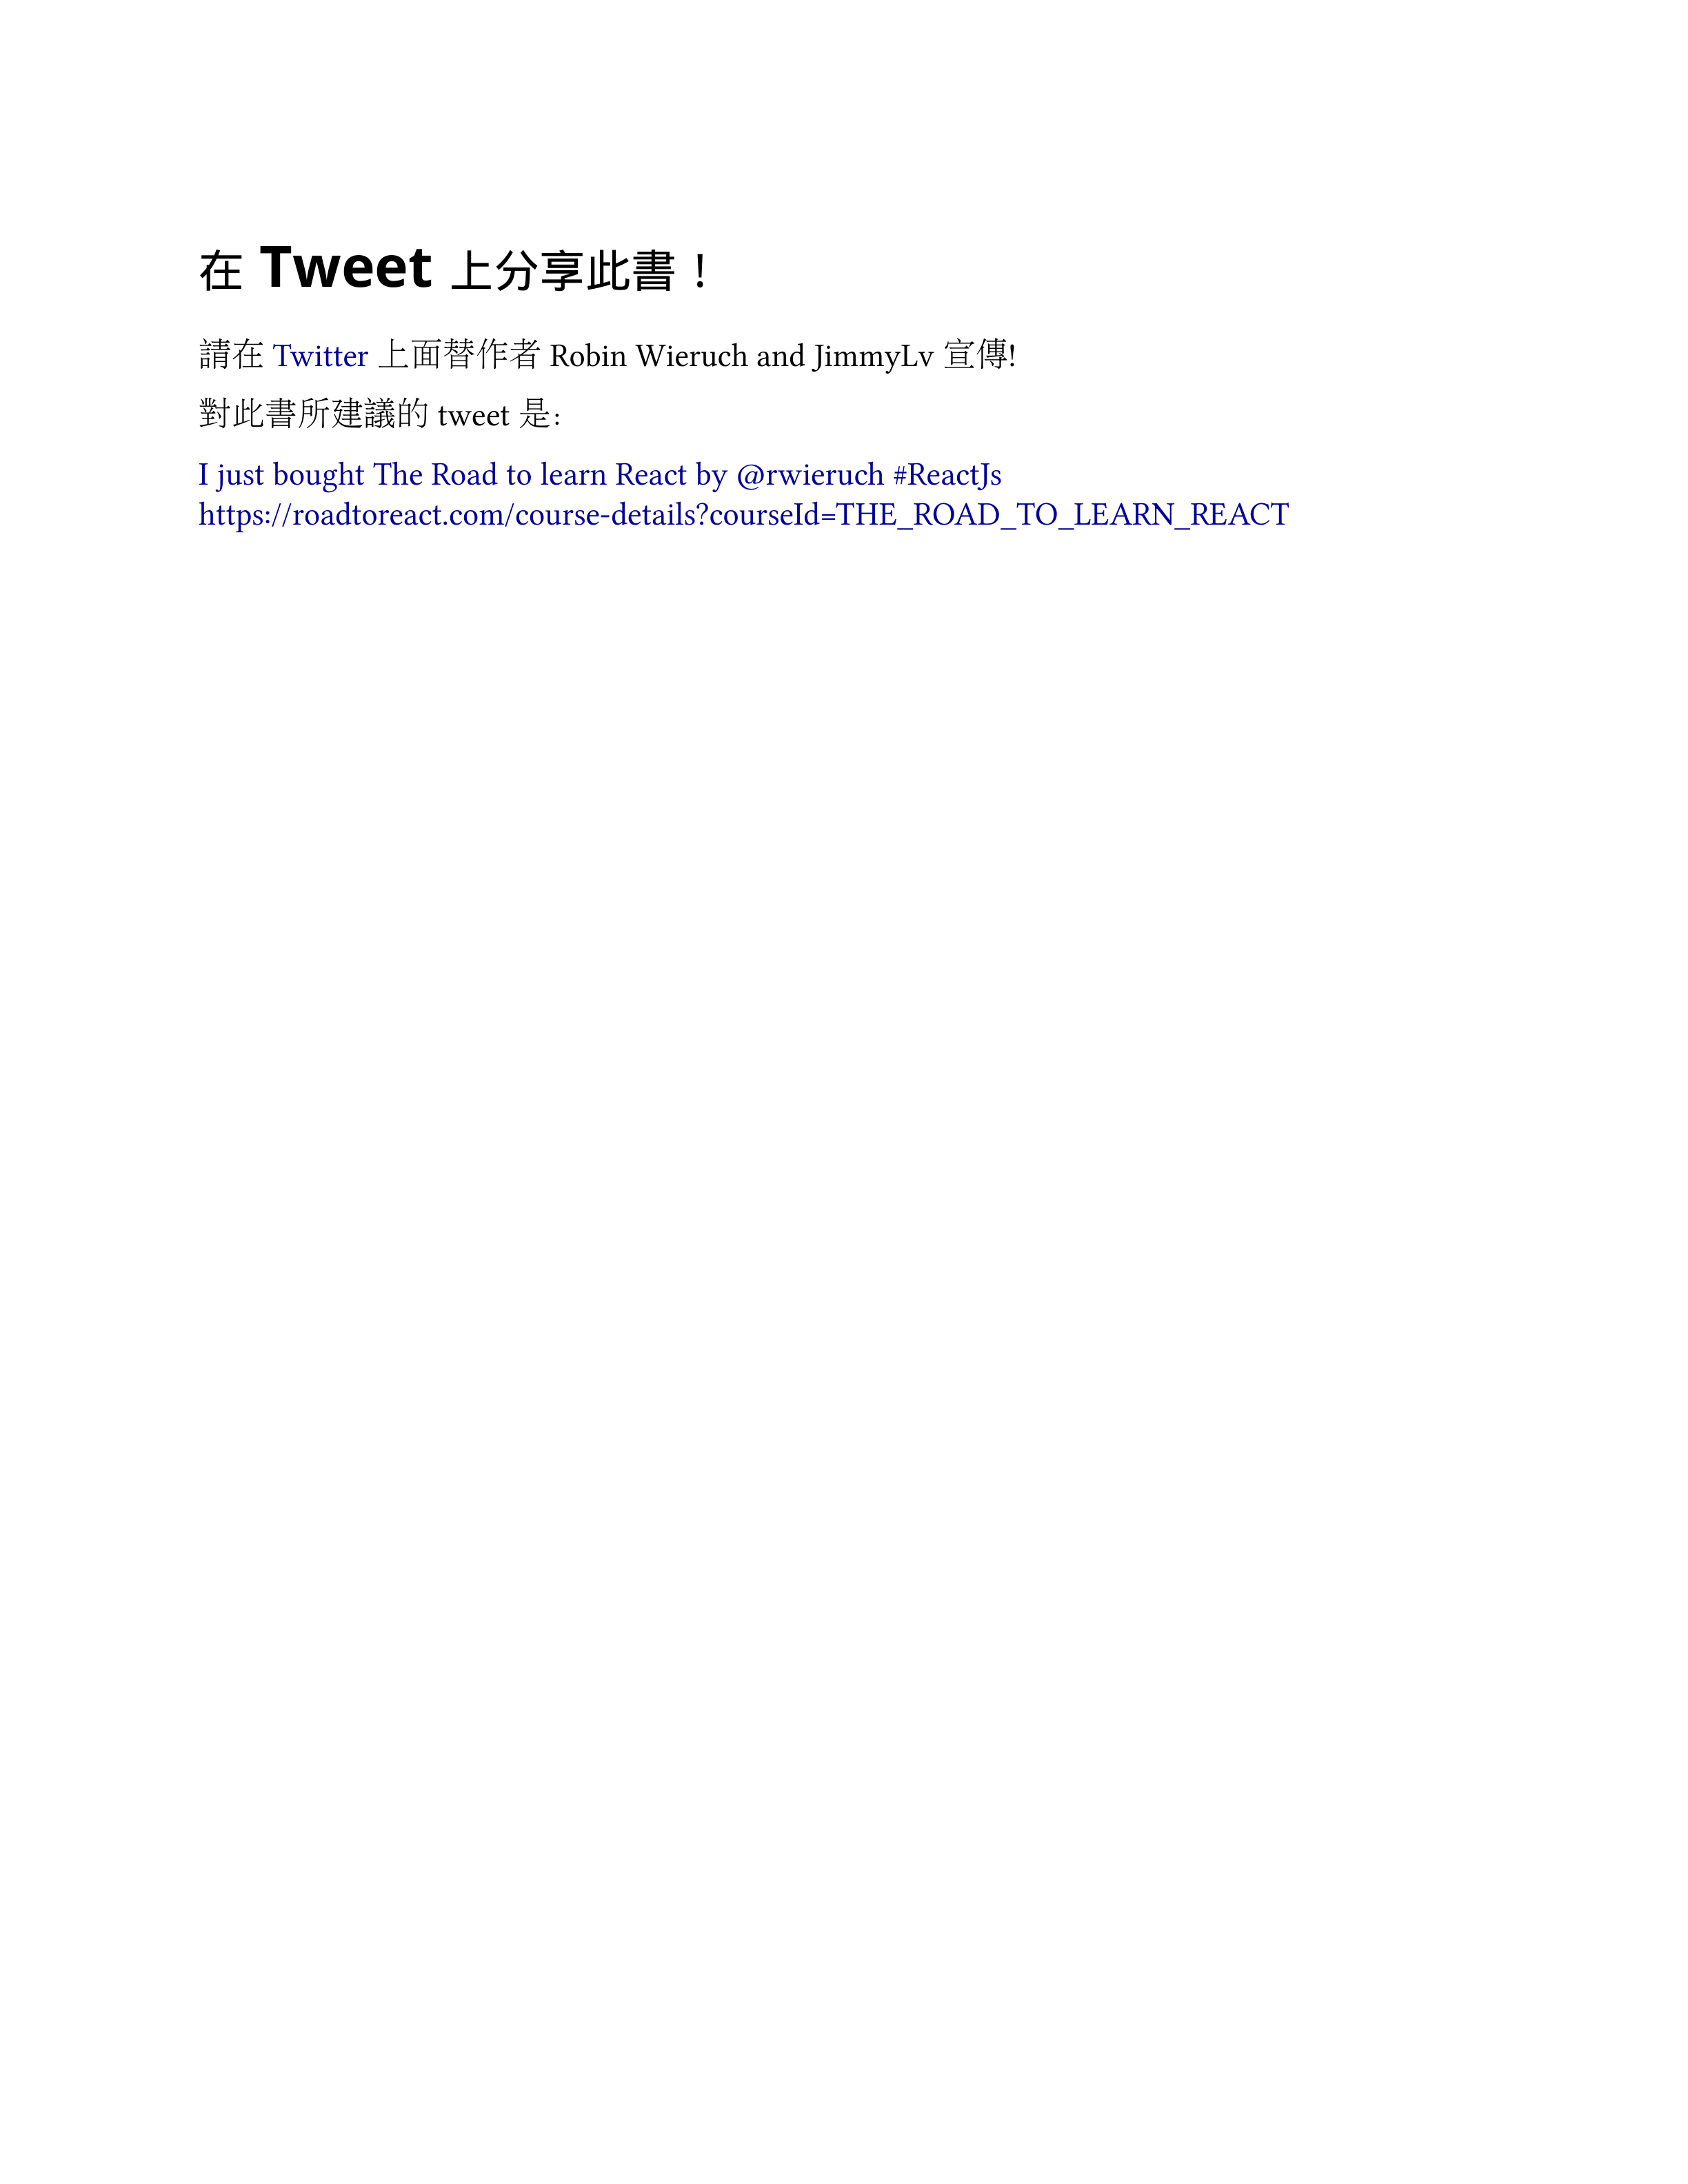 在 Tweet 上分享此書！
請在 Twitter 上面替作者 Robin Wieruch and JimmyLv 宣傳!
對此書所建議的 tweet 是:
I just bought The Road to learn React by @rwieruch #ReactJs
https://roadtoreact.com/course-details?courseId=THE_ROAD_TO_LEARN_REACT